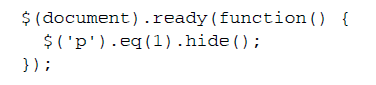 $(document).ready(function() {
  $('p').eq(1).hide();
});